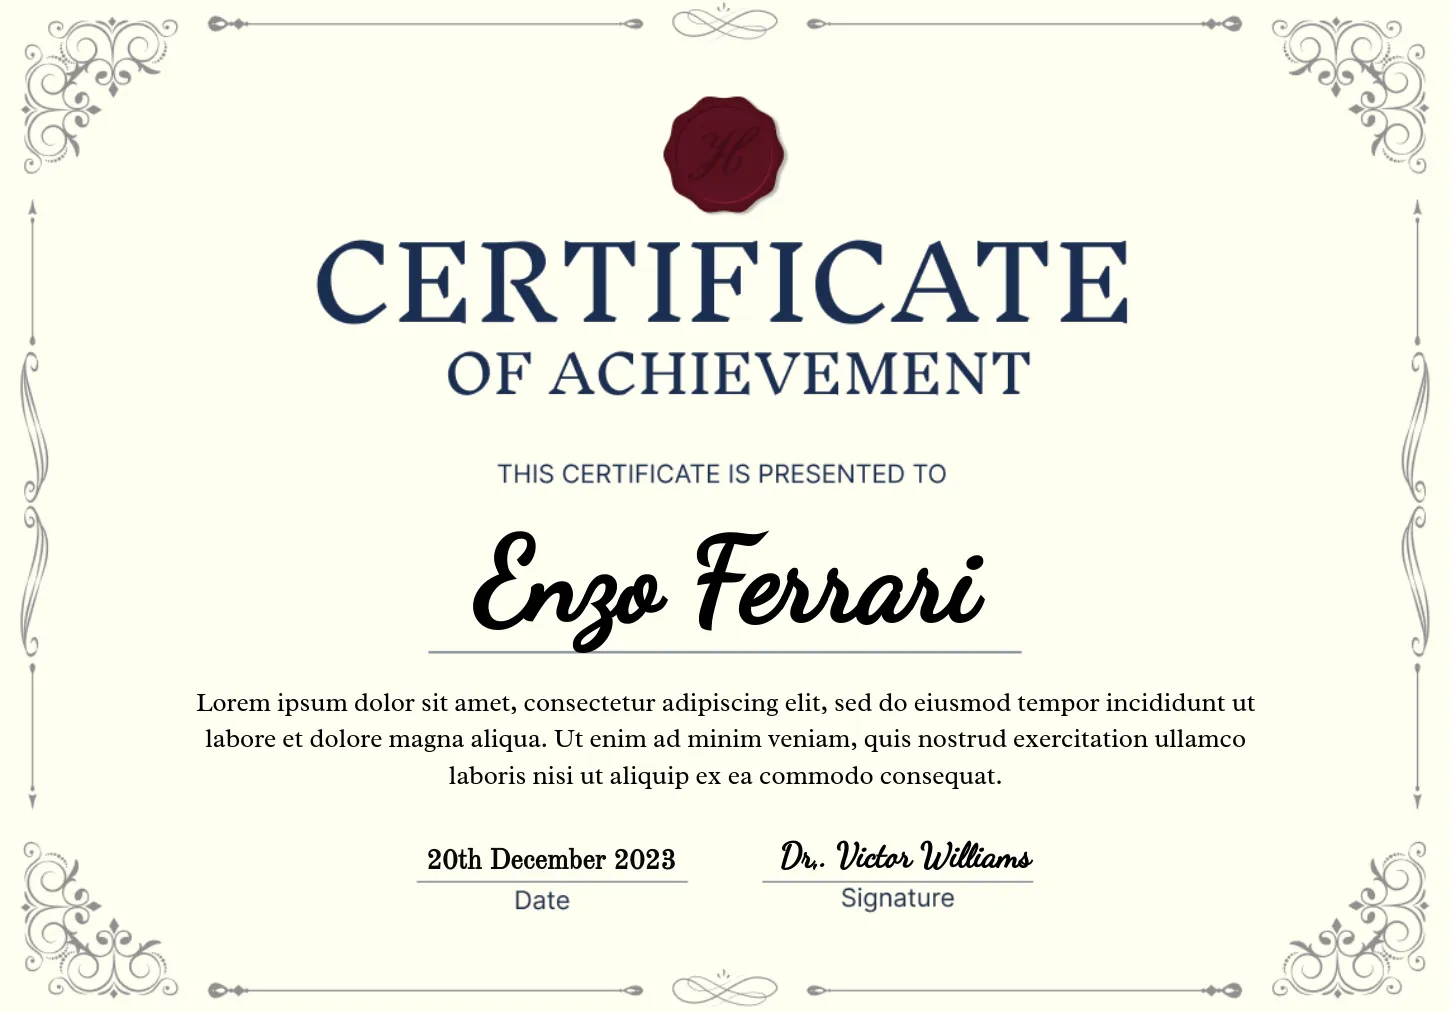 H
CERTIFICATE
OF ACHIEVEMENT
THIS CERTIFICATE IS PRESENTED TO
Enzo Ferrari
Lorem ipsum dolor sit amet, consectetur adipiscing elit, sed do eiusmod tempor incididunt ut
labore et dolore magna aliqua. Ut enim ad minim veniam, quis nostrud exercitation ullamco
laboris nisi ut aliquip ex ea commodo consequat.
20th December 2023 Dr,. Victor Williams
Date Signature